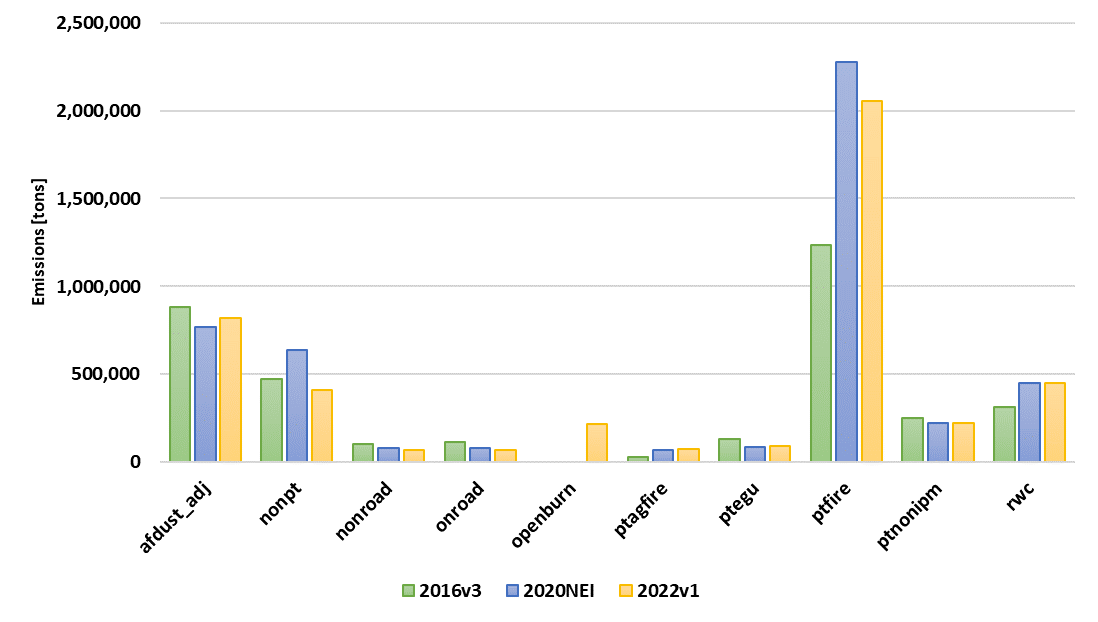 2,500,000
2,000,000
1,500,000
1,000,000
500,000
0
Emissions [tons]
afdust_adj
nonpt
nonroad
onroad
openburn
ptagfire
ptegu
ptfire
ptnonipm
rwc
2016v3 2020NEI 2022v1